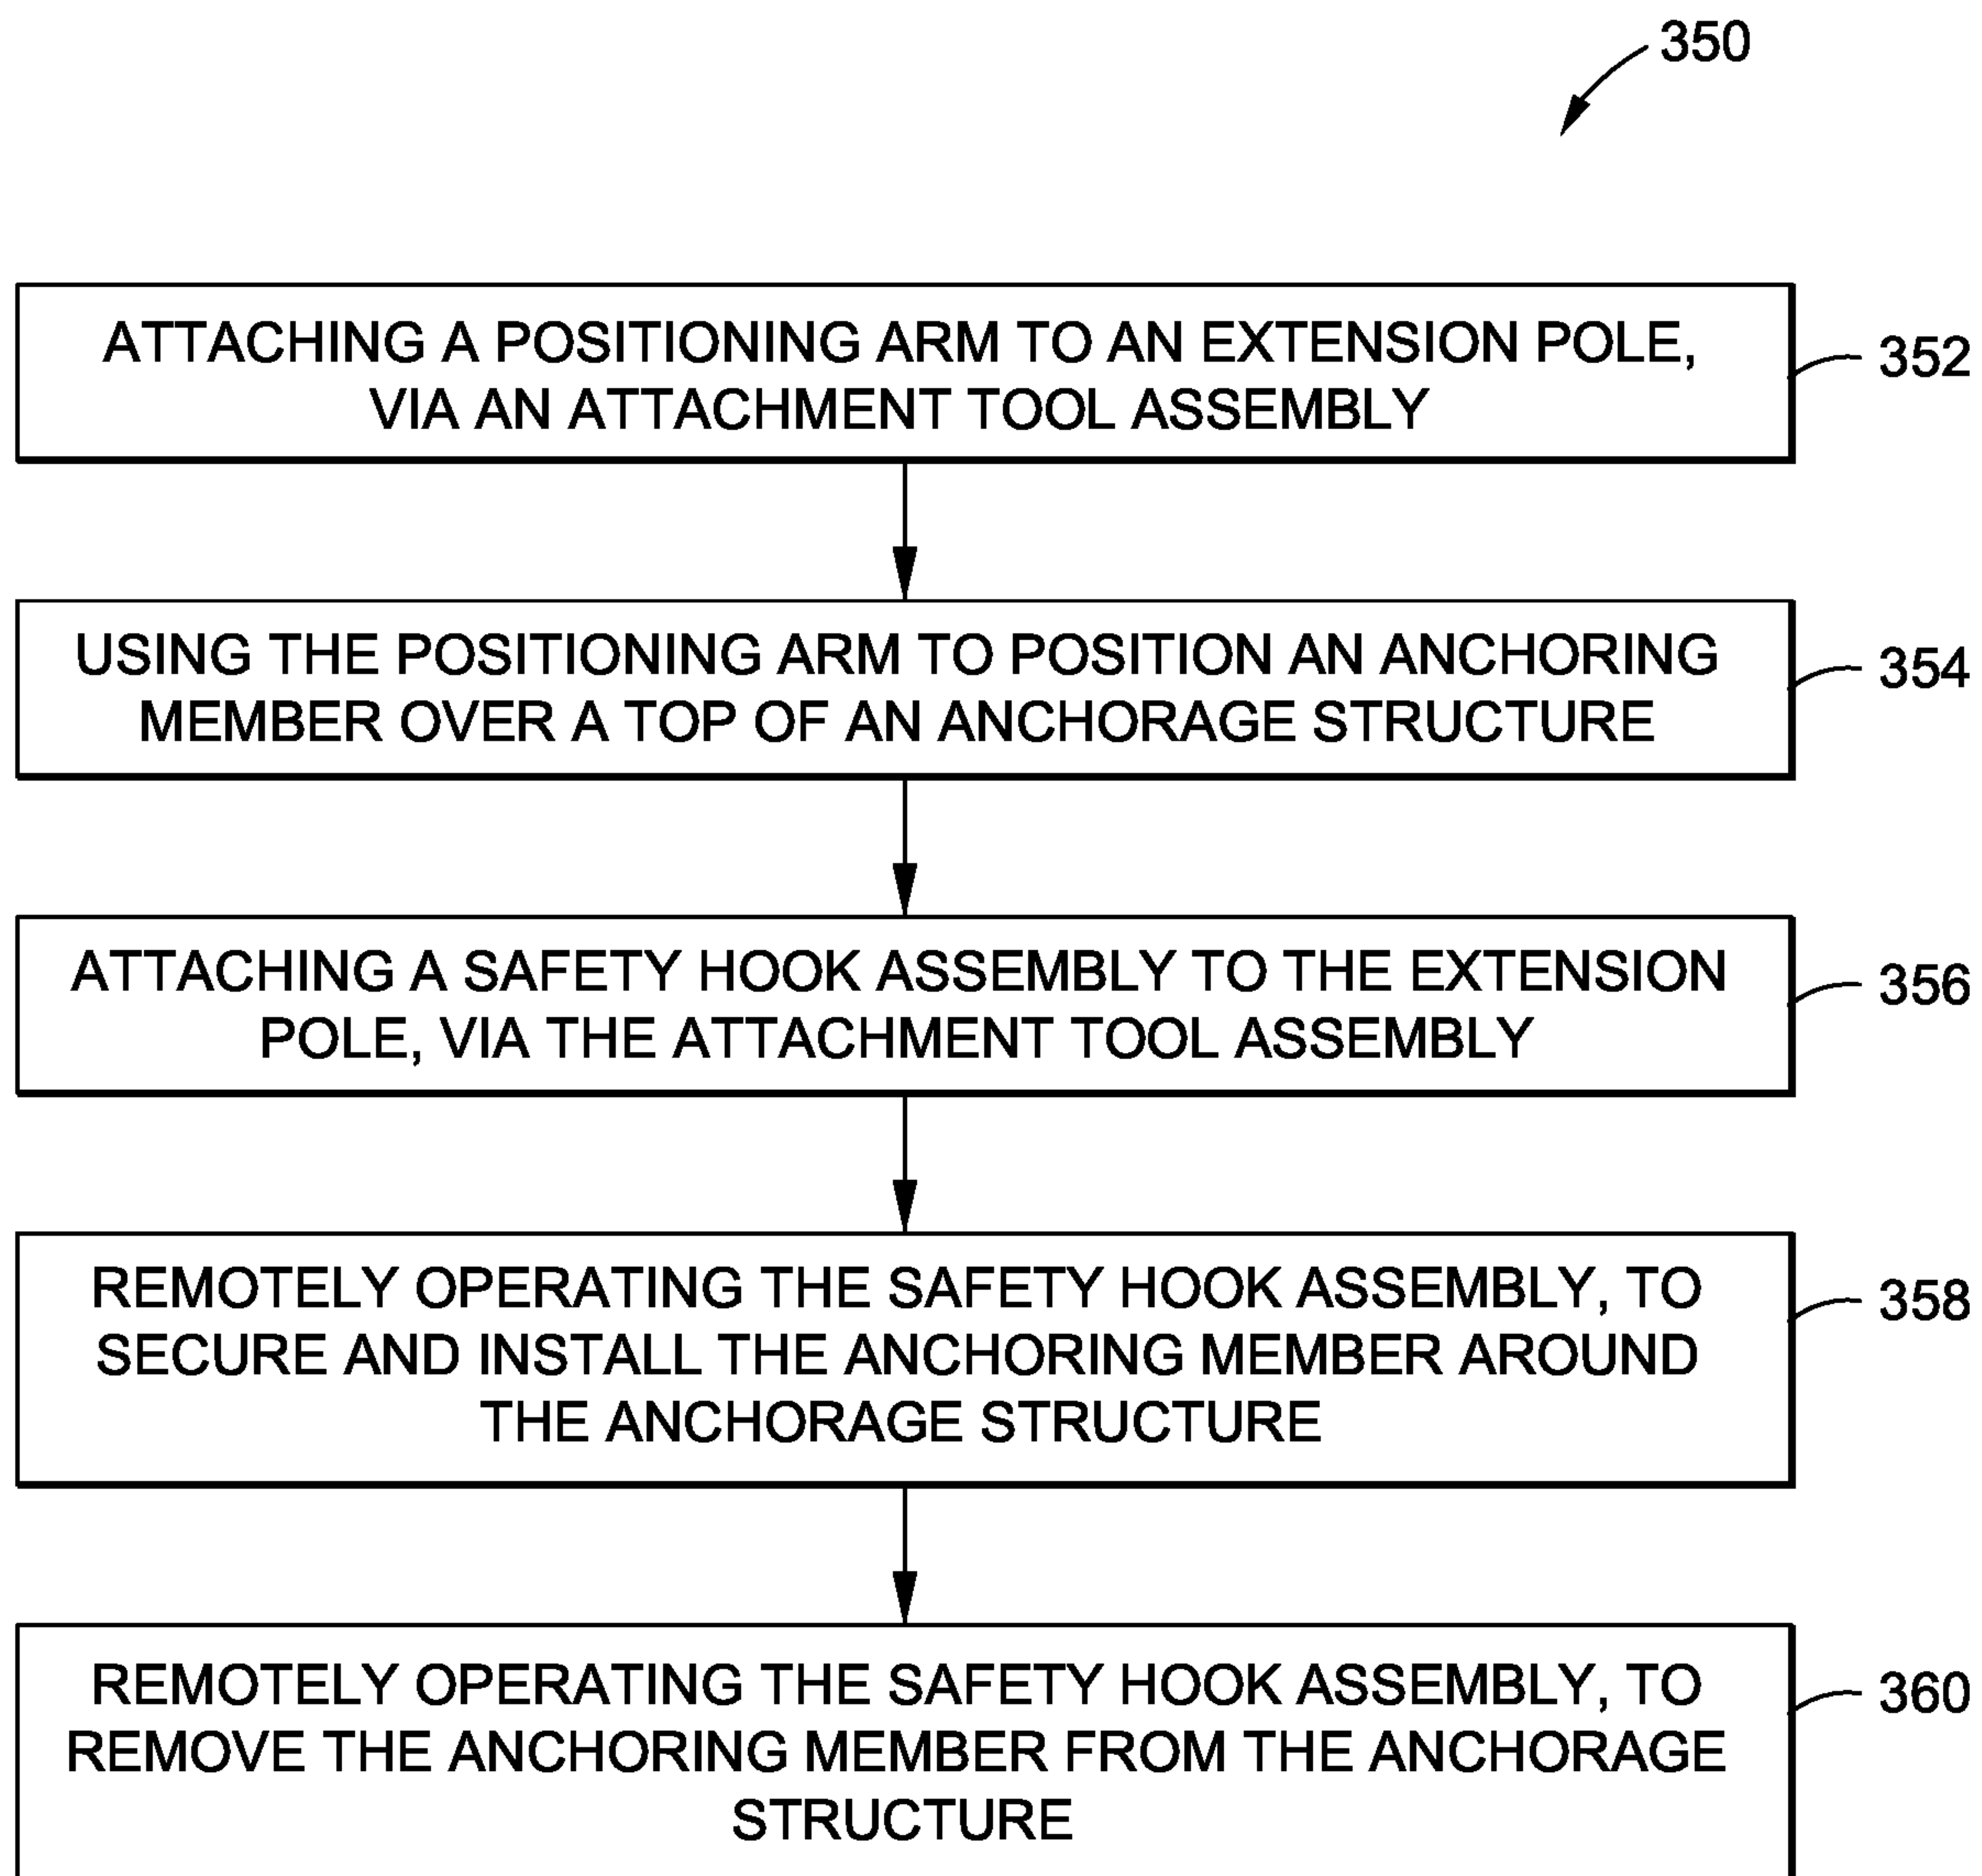 350
ATTACHING A POSITIONING ARM TO AN EXTENSION POLE,
VIA AN ATTACHMENT TOOL ASSEMBLY
352
USING THE POSITIONING ARM TO POSITION AN ANCHORING
MEMBER OVER A TOP OF AN ANCHORAGE STRUCTURE
354
ATTACHING A SAFETY HOOK ASSEMBLY TO THE EXTENSION
POLE, VIA THE ATTACHMENT TOOL ASSEMBLY
356
REMOTELY OPERATING THE SAFETY HOOK ASSEMBLY, TO
SECURE AND INSTALL THE ANCHORING MEMBER AROUND
THE ANCHORAGE STRUCTURE
358
REMOTELY OPERATING THE SAFETY HOOK ASSEMBLY, TO
REMOVE THE ANCHORING MEMBER FROM THE ANCHORAGE
STRUCTURE
360